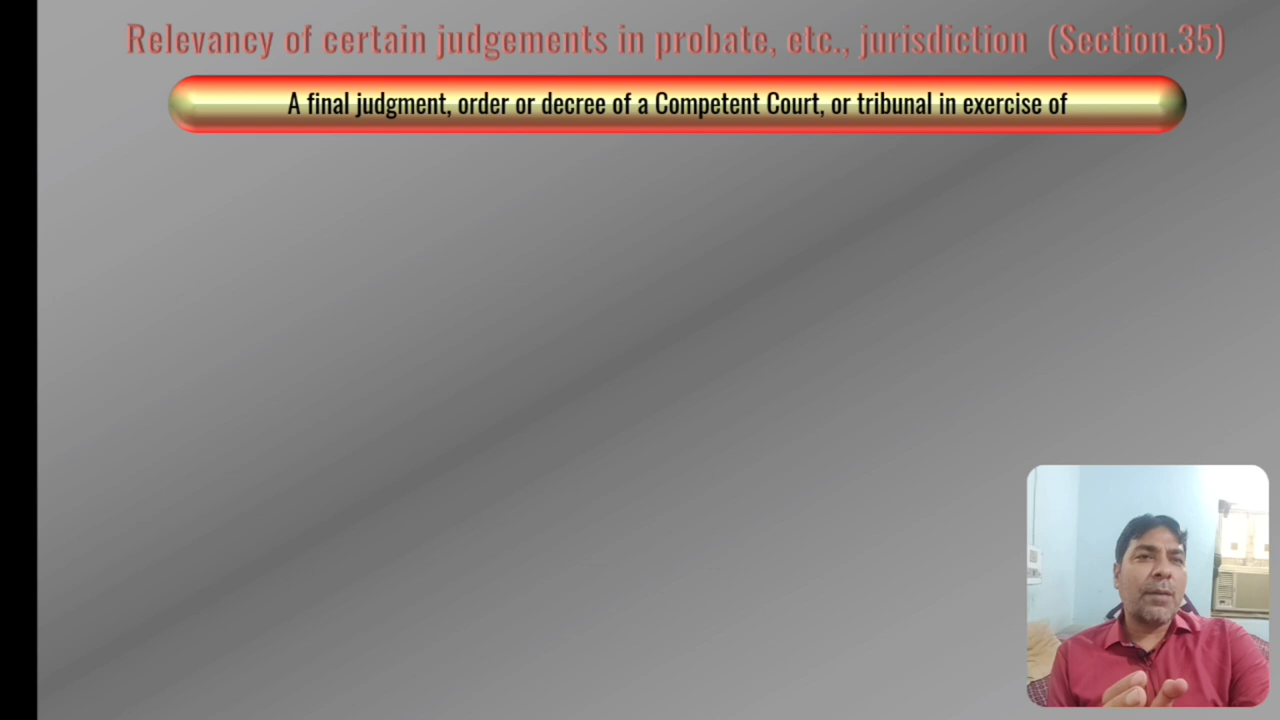 Relevancy of certain judgements in probate, etc., jurisdiction (Section.35)
A final judgment, order or decree of a Competent Court, or tribunal in exercise of